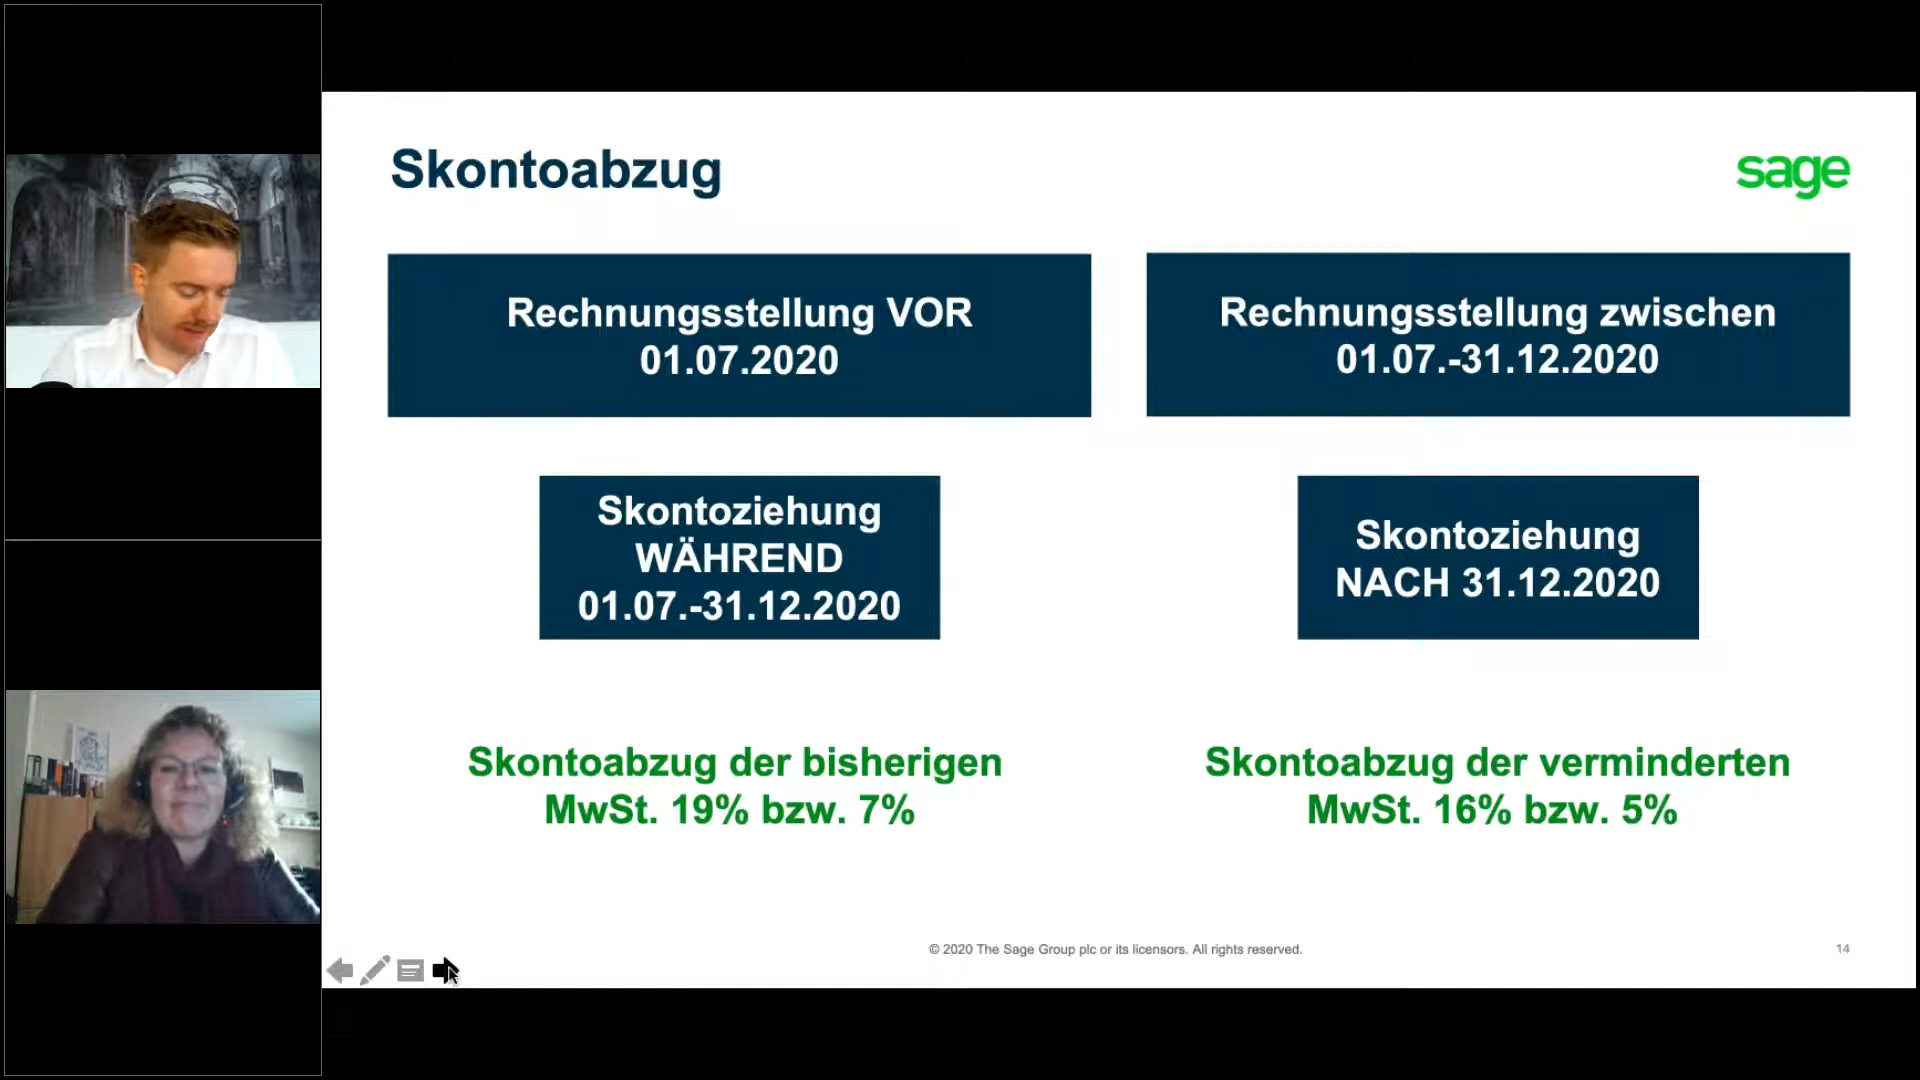 Skontoabzug
sage
Rechnungsstellung VOR
01.07.2020
Rechnungsstellung zwischen
01.07.-31.12.2020
Skontoziehung
WÄHREND
01.07.-31.12.2020
Skontoziehung
NACH 31.12.2020
Skontoabzug der bisherigen
MwSt. 19% bzw. 7%
Skontoabzug der verminderten
MwSt. 16% bzw. 5%
© 2020 The Sage Group plc or its licensors. All rights reserved.
14